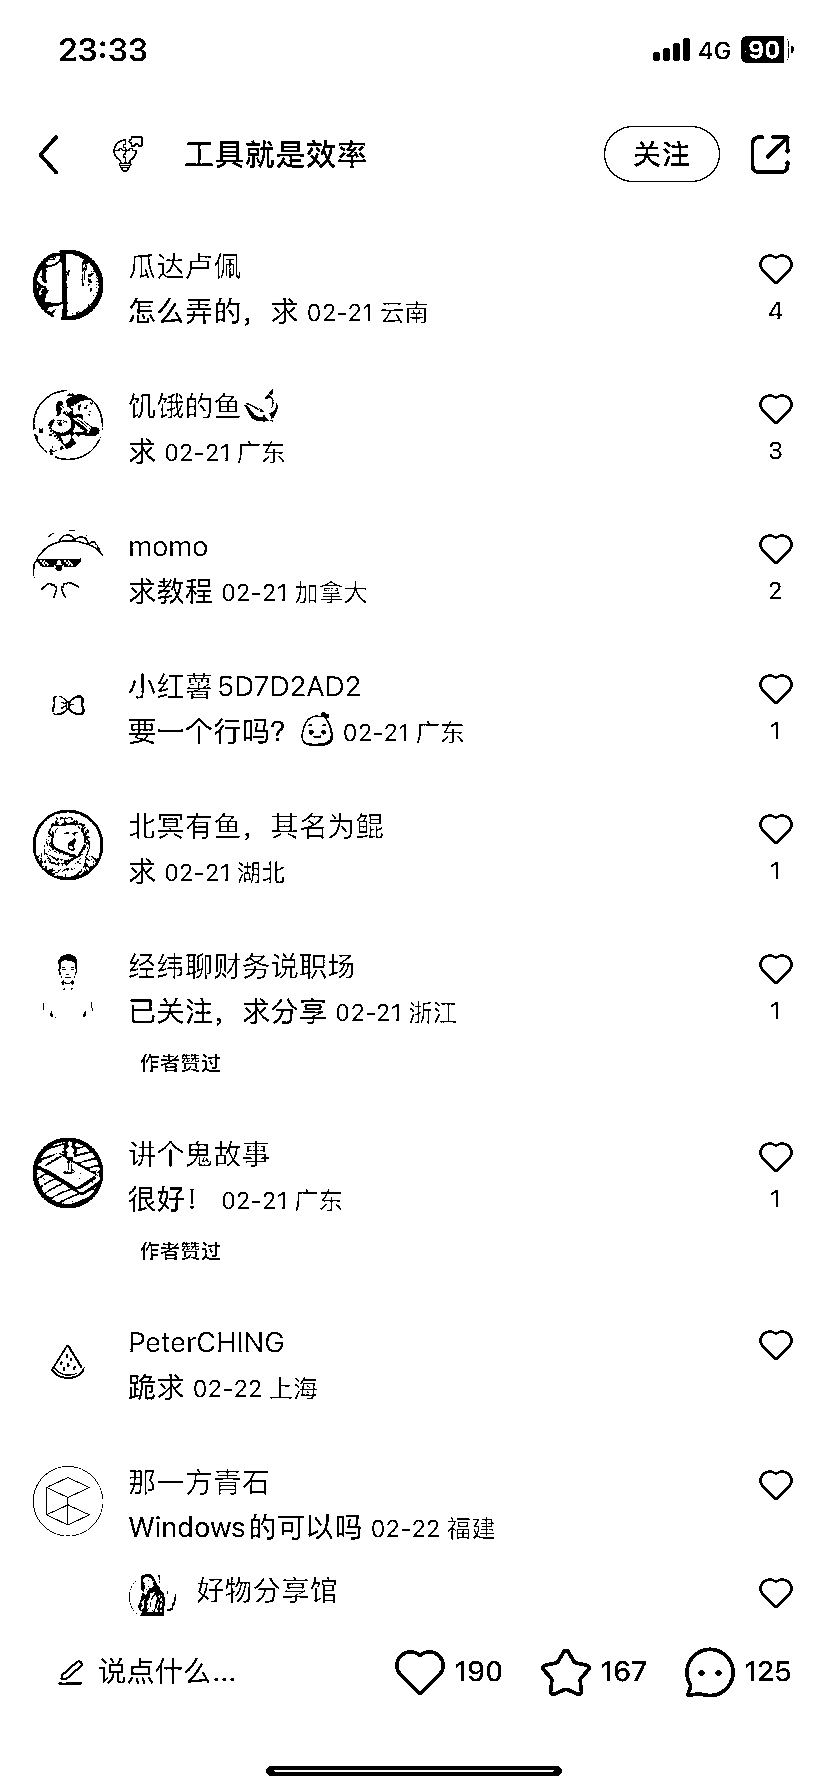 23:33
4G 90
工具就是效率
关注
瓜达卢佩
怎么弄的，求 02-21 云南
4
饥饿的鱼
求 02-21 广东
3
momo
求教程 02-21 加拿大
2
小红薯5D7D2AD2
要一个行吗？ 02-21 广东
1
北冥有鱼，其名为鲲
求 02-21 湖北
1
经纬聊财务说职场
已关注，求分享 02-21 浙江
1
作者赞过
讲个鬼故事
很好！ 02-21 广东
1
作者赞过
PeterCHING
跪求 02-22 上海
那一方青石
Windows的可以吗 02-22 福建
好物分享馆
说点什么...
190
167
125